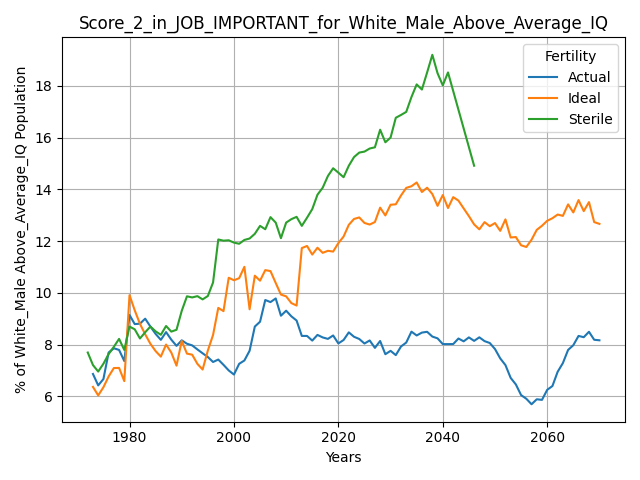 Score_2_in_JOB_IMPORTANT_for_White_Male_Above_Average_IQ
% of White_Male Above_Average_IQ Population
18
16
14
12
10
8
6
Fertility
Actual
Ideal
Sterile
1980
2000
2020
2040
2060
Years